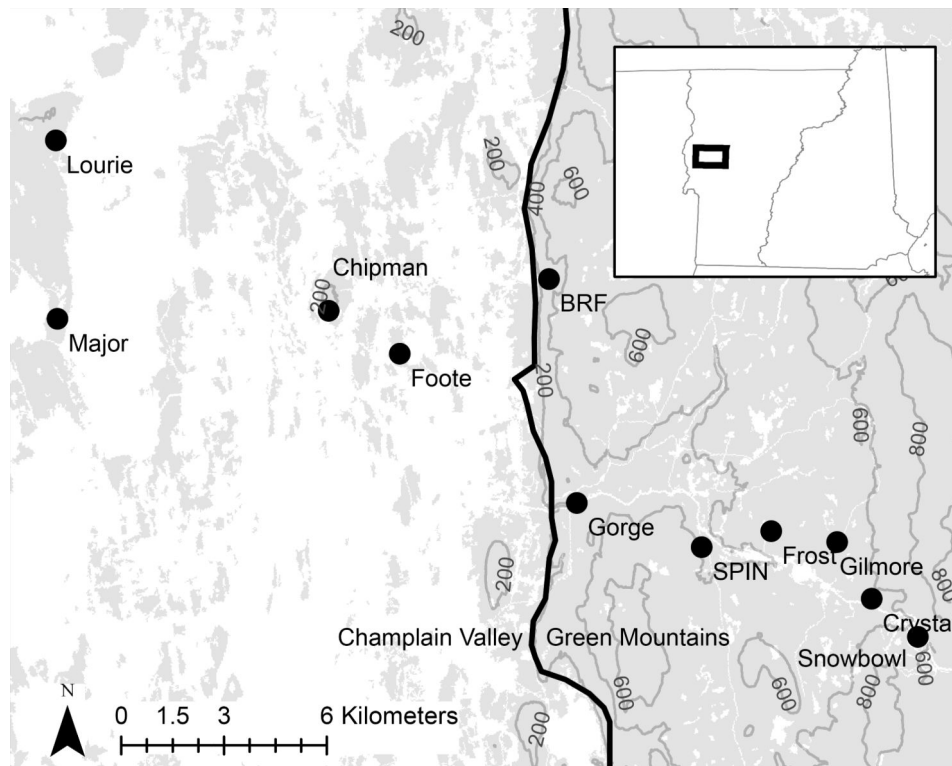 200
Lourie
200
400
600
Chipman
200
BRF
600
Major
Foote
200
600
800
Gorge
SPIN
Frost
Gilmore
200
800
Crysta
Champlain Valley
Green Mountains
Snowbowl
600
600
800
600
N
0 1.5 3 6 Kilometers
200